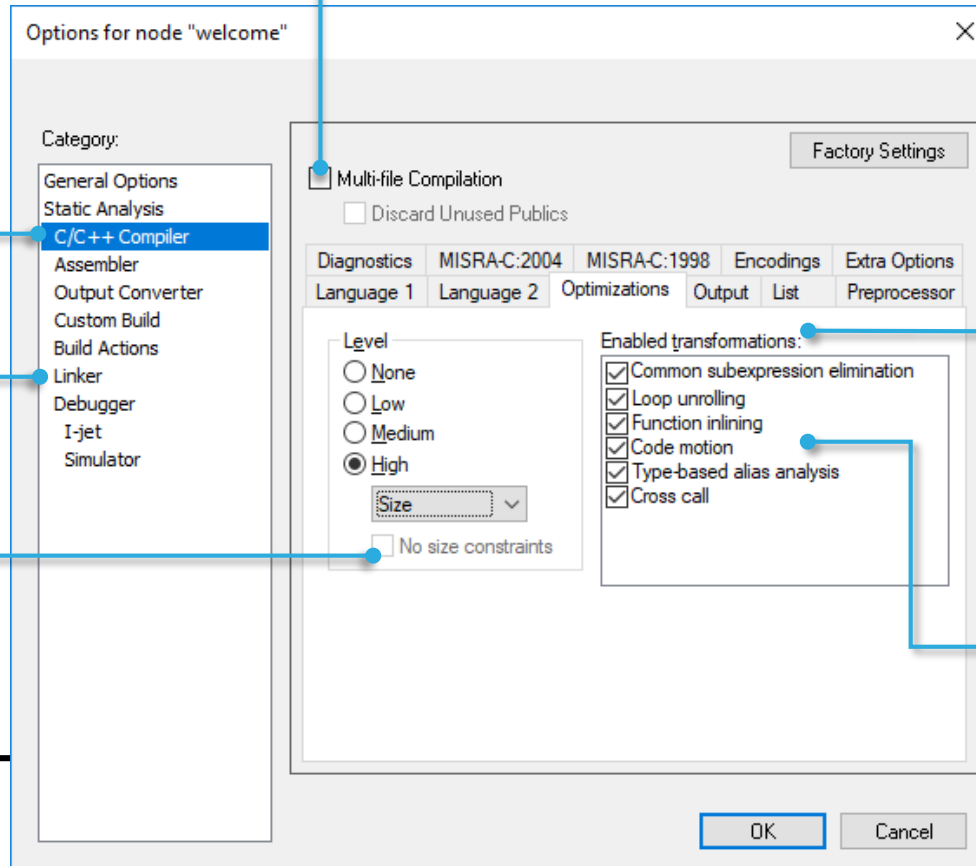 Options for node "welcome"
Category:
General Options
Static Analysis
C/C++ Compiler
Assembler
Output Converter
Custom Build
Build Actions
Linker
Debugger
I-jet
Simulator
Factory Settings
Multi-file Compilation
Discard Unused Publics
Diagnostics MISRA-C:2004 MISRA-C:1998 Encodings Extra Options
Language 1 Language 2 Optimizations Output List Preprocessor
Level
None
Low
Medium
High
Size
No size constraints
Enabled transformations:
Common subexpression elimination
Loop unrolling
Function inlining
Code motion
Type-based alias analysis
Cross call
OK Cancel